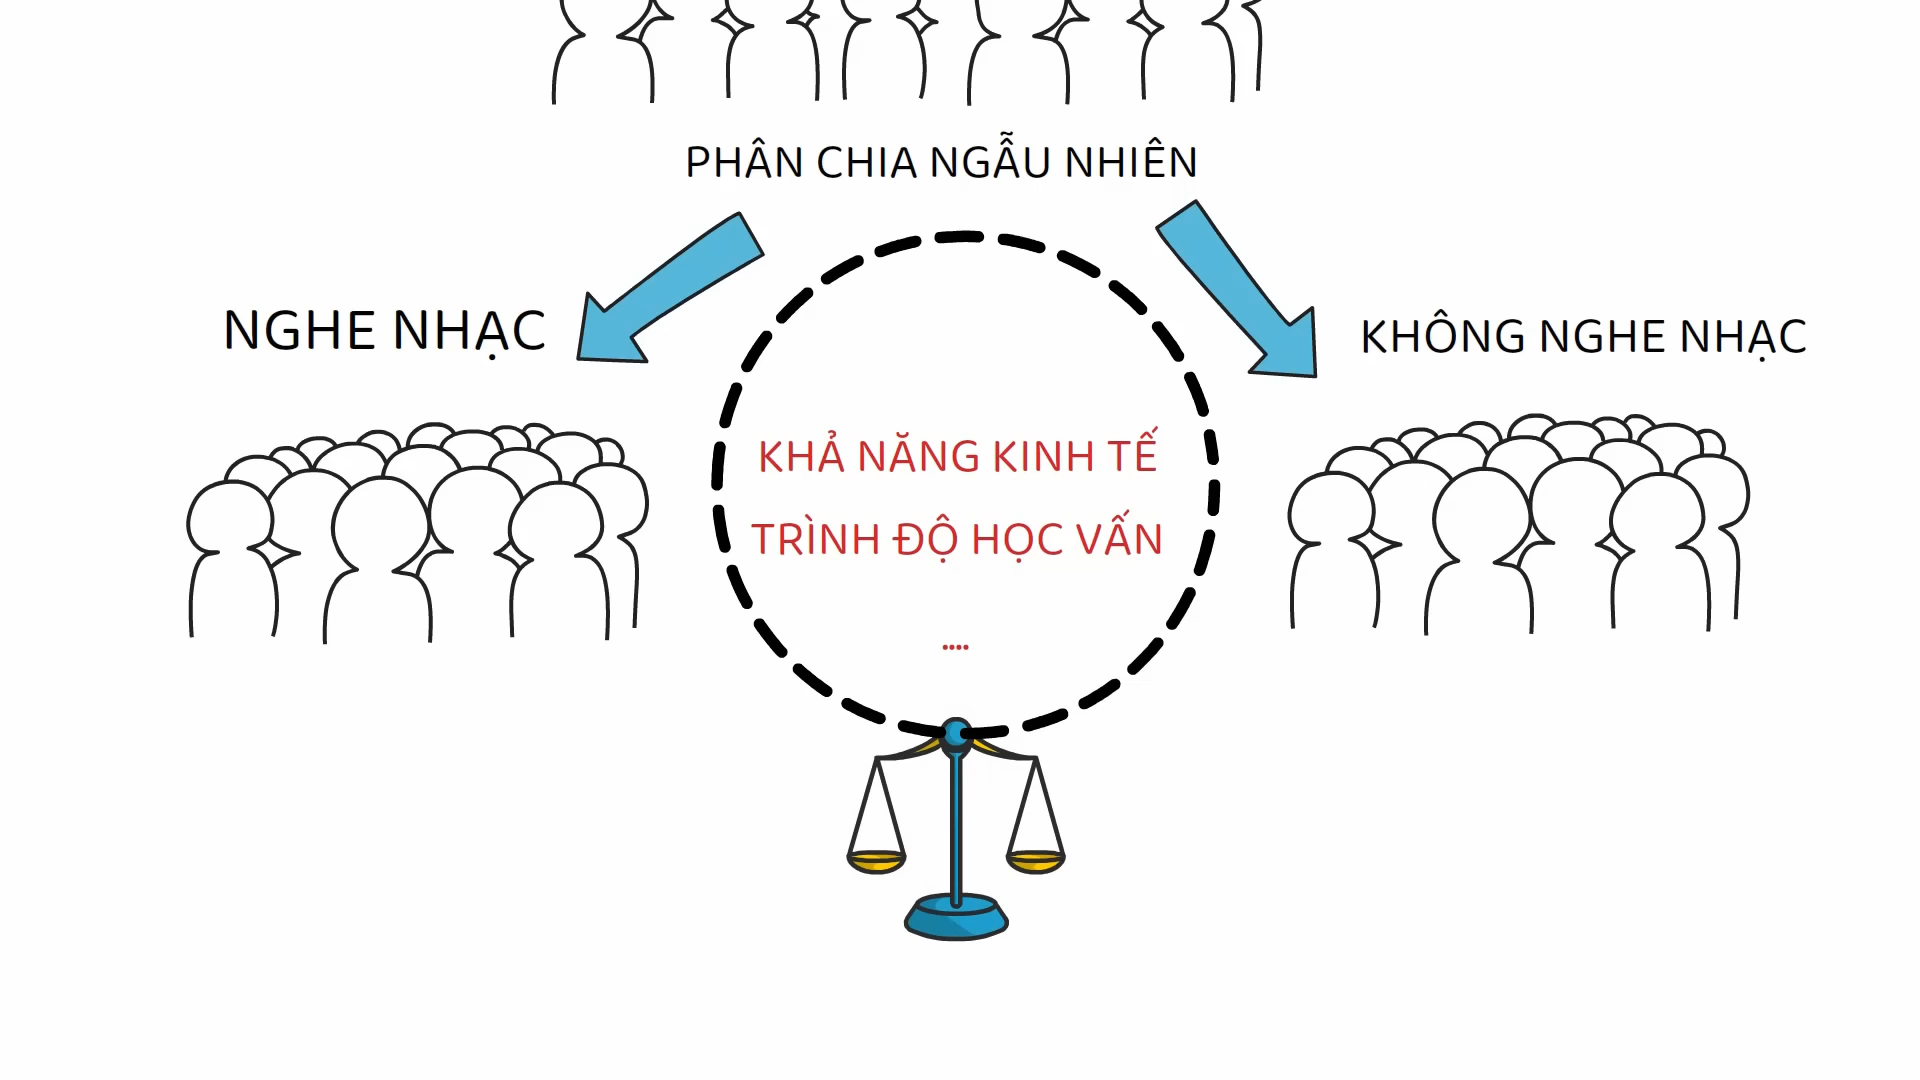 PHÂN CHIA NGẪU NHIÊN
NGHE NHẠC
KHÔNG NGHE NHẠC
KHẢ NĂNG KINH TẾ
TRÌNH ĐỘ HỌC VẤN
....